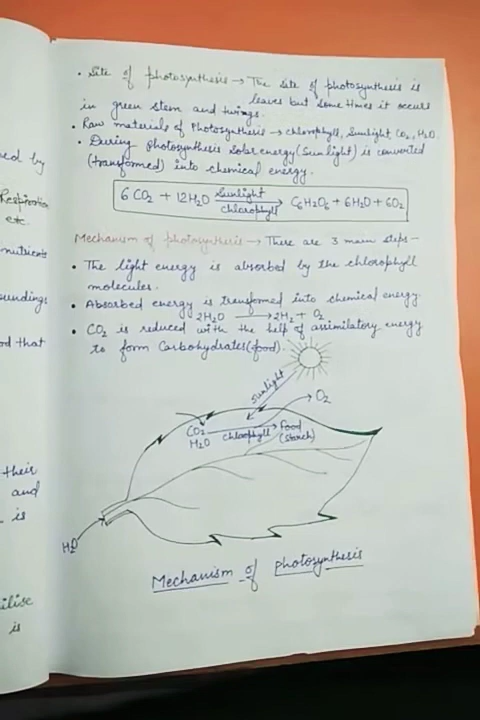 ed by
Respiration
etc.
nutrients
oundings
od that
their
and
is
ilise
is
• Site of photosynthesis → The site of photosynthesis is
leaves but some times it occurs
in green stem and twings.
• Raw materials of Photosynthesis → chlorophyll, Sunlight CO₂, H₂O
• During photosynthesis Solar energy (Sunlight) is converted
(transformed) into chemical energy.
6 CO₂ + 12H₂O Sunlight → chlorophyll C₆H₁₂O₆ + 6H₂O + 6O₂
Mechanism of photosynthesis → There are 3 main steps -
• The light energy is absorbed by the chlorophyll
molecules.
• Absorbed energy is transformed into chemical energy.
2H₂O → 2H₂ + O₂
• CO₂ is reduced with the help of assimilatory energy
to form Carbohydrates (food).
Sunlight
O₂
CO₂
H₂O
chlorophyll
Food
(Starch)
H₂O
Mechanism of photosynthesis